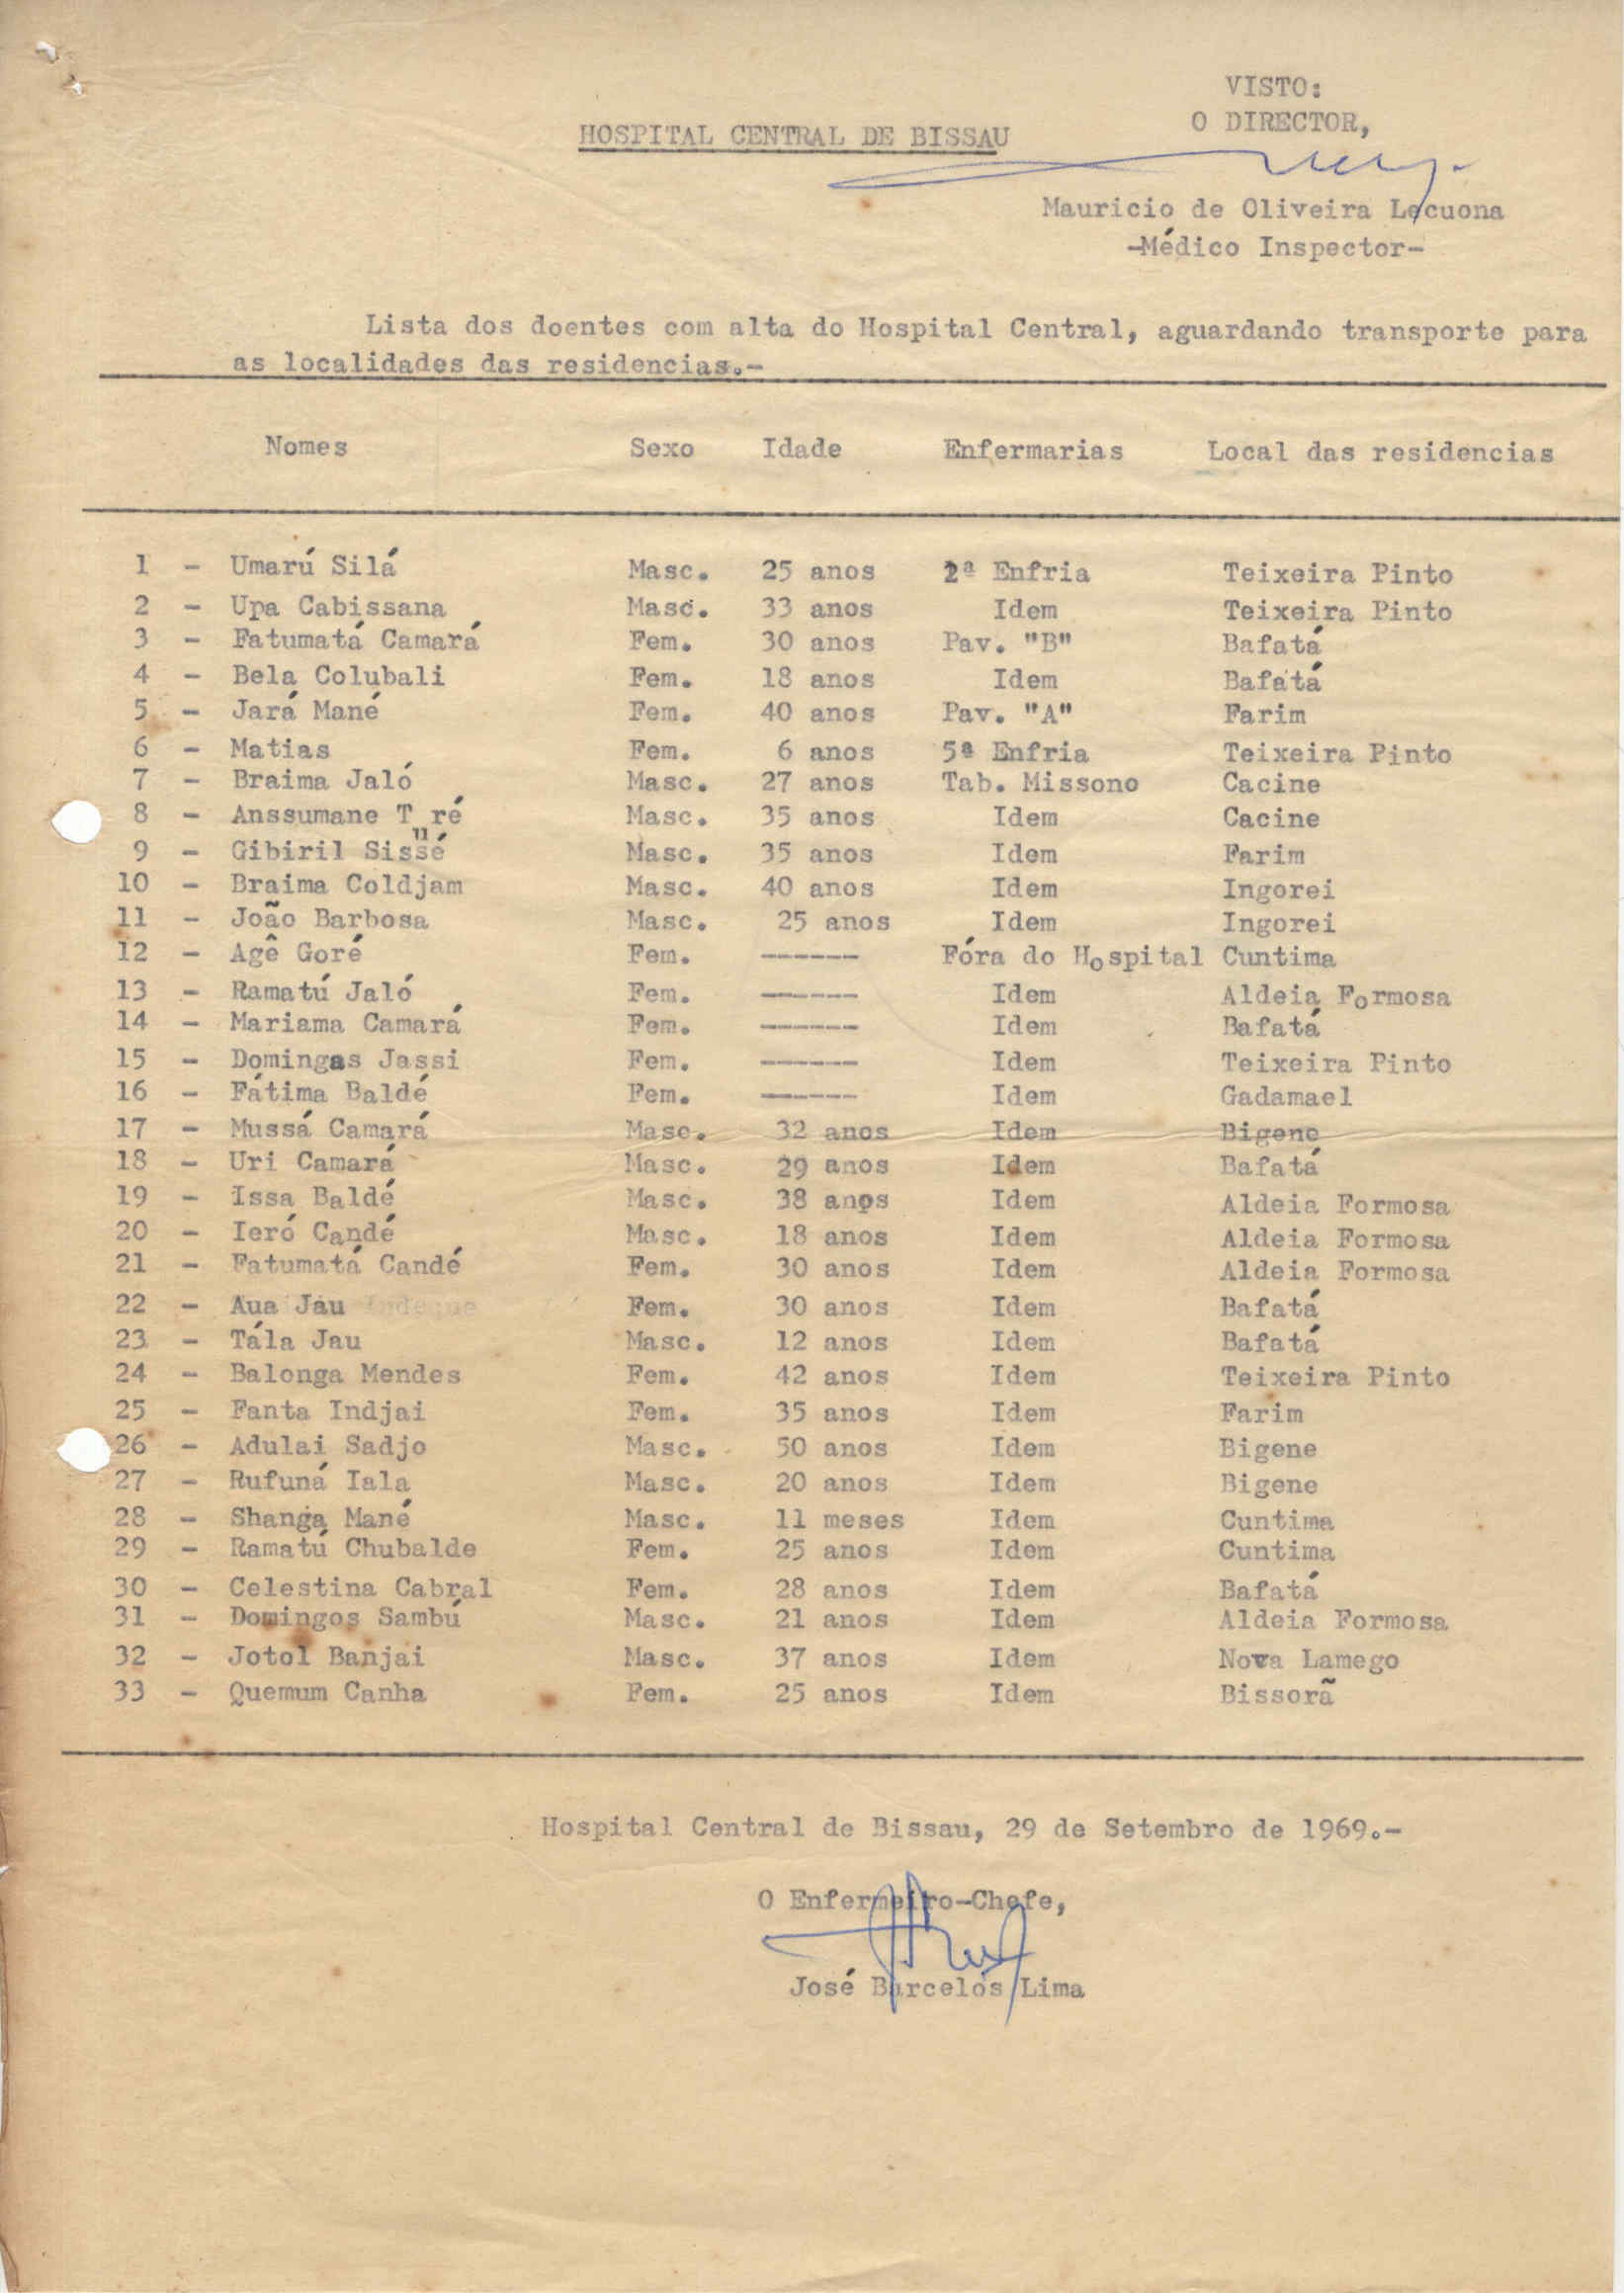 VISTO:
O DIRECTOR,
HOSPITAL CENTRAL DE BISSAU
Mauricio de Oliveira Lecuona
-Médico Inspector-
Lista dos doentes com alta do Hospital Central, aguardando transporte para
as localidades das residencias.-
Nomes Sexo Idade Enfermarias Local das residencias
1 - Umarú Silá Masc. 25 anos 2ª Enfria Teixeira Pinto
2 - Upa Cabissana Masc. 33 anos Idem Teixeira Pinto
3 - Fatumatá Camará Fem. 30 anos Pav. "B" Bafatá
4 - Bela Colubali Fem. 18 anos Idem Bafatá
5 - Jará Mané Fem. 40 anos Pav. "A" Farim
6 - Matias Fem. 6 anos 5ª Enfria Teixeira Pinto
7 - Braima Jaló Masc. 27 anos Tab. Missono Cacine
8 - Anssumane T ré Masc. 35 anos Idem Cacine
9 - Gibiril Sissé Masc. 35 anos Idem Farim
10 - Braima Coldjam Masc. 40 anos Idem Ingorei
11 - João Barbosa Masc. 25 anos Idem Ingorei
12 - Agê Goré Fem. ------ Fóra do Hospital Cuntima
13 - Ramatú Jaló Fem. ------ Idem Aldeia Formosa
14 - Mariama Camará Fem. ------ Idem Bafatá
15 - Domingas Jassi Fem. ------ Idem Teixeira Pinto
16 - Fátima Baldé Fem. ------ Idem Gadamael
17 - Mussá Camará Masc. 32 anos Idem Bigene
18 - Uri Camará Masc. 29 anos Idem Bafatá
19 - Issa Baldé Masc. 38 anos Idem Aldeia Formosa
20 - Ieró Candé Masc. 18 anos Idem Aldeia Formosa
21 - Fatumatá Candé Fem. 30 anos Idem Aldeia Formosa
22 - Aua Jau Fem. 30 anos Idem Bafatá
23 - Tála Jau Masc. 12 anos Idem Bafatá
24 - Balonga Mendes Fem. 42 anos Idem Teixeira Pinto
25 - Fanta Indjai Fem. 35 anos Idem Farim
26 - Adulai Sadjo Masc. 50 anos Idem Bigene
27 - Rufuná Iala Masc. 20 anos Idem Bigene
28 - Shanga Mané Masc. 11 meses Idem Cuntima
29 - Ramatú Chubalde Fem. 25 anos Idem Cuntima
30 - Celestina Cabral Fem. 28 anos Idem Bafatá
31 - Domingos Sambú Masc. 21 anos Idem Aldeia Formosa
32 - Jotol Banjai Masc. 37 anos Idem Nova Lamego
33 - Quemum Canha Fem. 25 anos Idem Bissorã
Hospital Central de Bissau, 29 de Setembro de 1969.-
O Enfermeiro-Chefe,
José Barcelos Lima